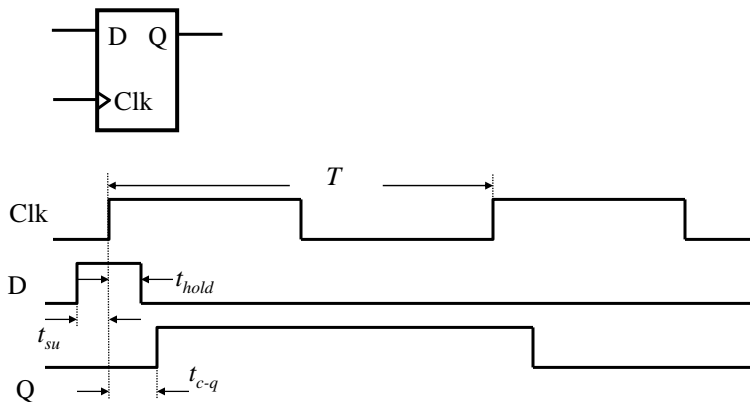 D Q
Clk
T
Clk
D
t_hold
t_su
t_c-q
Q